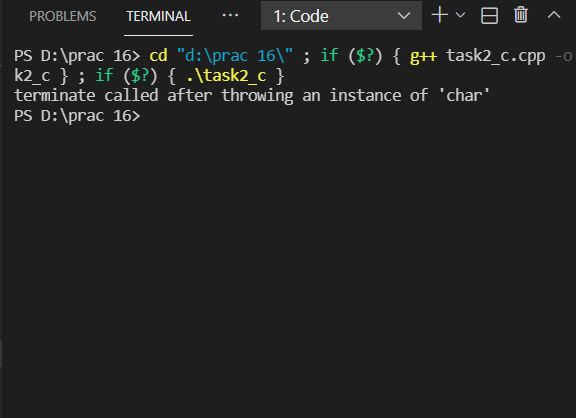 PROBLEMS TERMINAL ··· 1: Code
PS D:\prac 16> cd "d:\prac 16\" ; if ($?) { g++ task2_c.cpp -o
k2_c } ; if ($?) { .\task2_c }
terminate called after throwing an instance of 'char'
PS D:\prac 16>